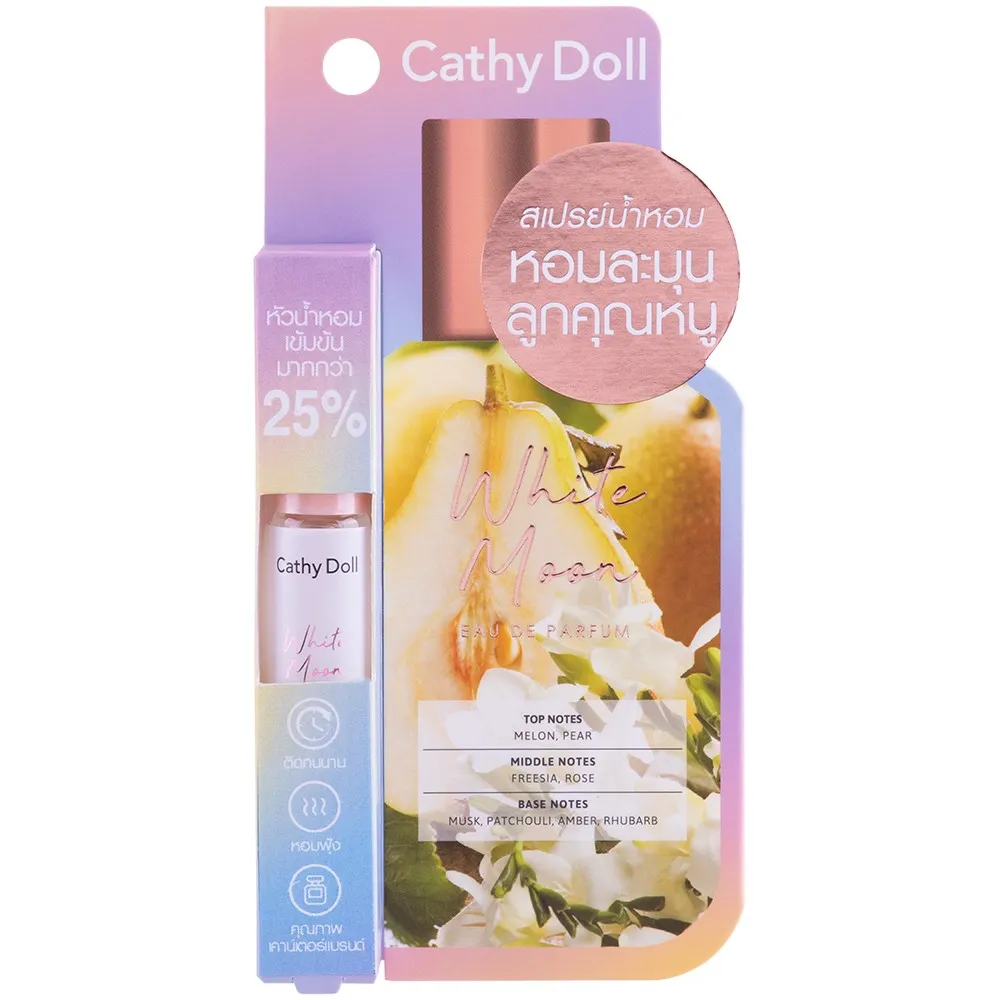 Cathy Doll
สเปรย์น้ำหอม
หอมละมุน
ลูกคุณหนู
หัวน้ำหอม
เข้มข้น
มากกว่า
25%
Cathy Doll
White
Moon
ติดทนนาน
หอมฟุ้ง
คุณภาพ
เคาน์เตอร์แบรนด์
White
Moon
EAU DE PARFUM
TOP NOTES
MELON, PEAR
MIDDLE NOTES
FREESIA, ROSE
BASE NOTES
MUSK, PATCHOULI, AMBER, RHUBARB